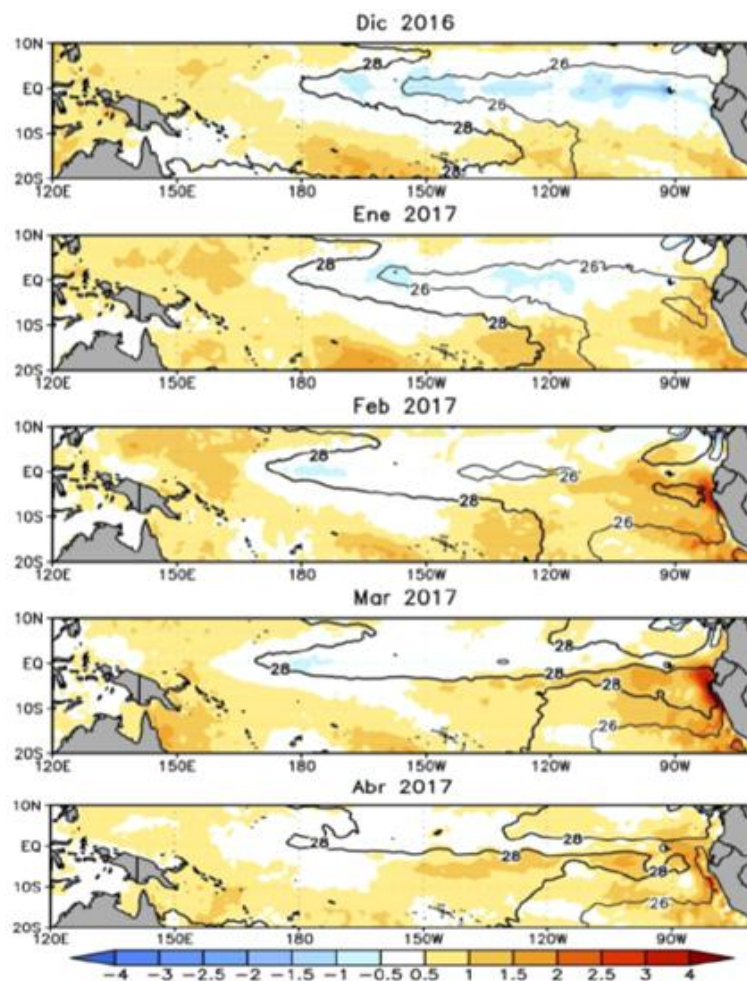 Dic 2016
10N
28
26
EQ
26
10S
28
28
20S
120E 150E 180 150W 120W 90W
Ene 2017
10N
28
26
EQ
26
10S
28
20S
120E 150E 180 150W 120W 90W
Feb 2017
10N
28
EQ
26
10S
28
26
20S
120E 150E 180 150W 120W 90W
Mar 2017
10N
28
EQ
28
28
10S
28
26
20S
120E 150E 180 150W 120W 90W
Abr 2017
10N
28
28
EQ
28
28
10S
26
20S
120E 150E 180 150W 120W 90W
-4 -3 -2.5 -2 -1.5 -1 -0.5 0.5 1 1.5 2 2.5 3 4